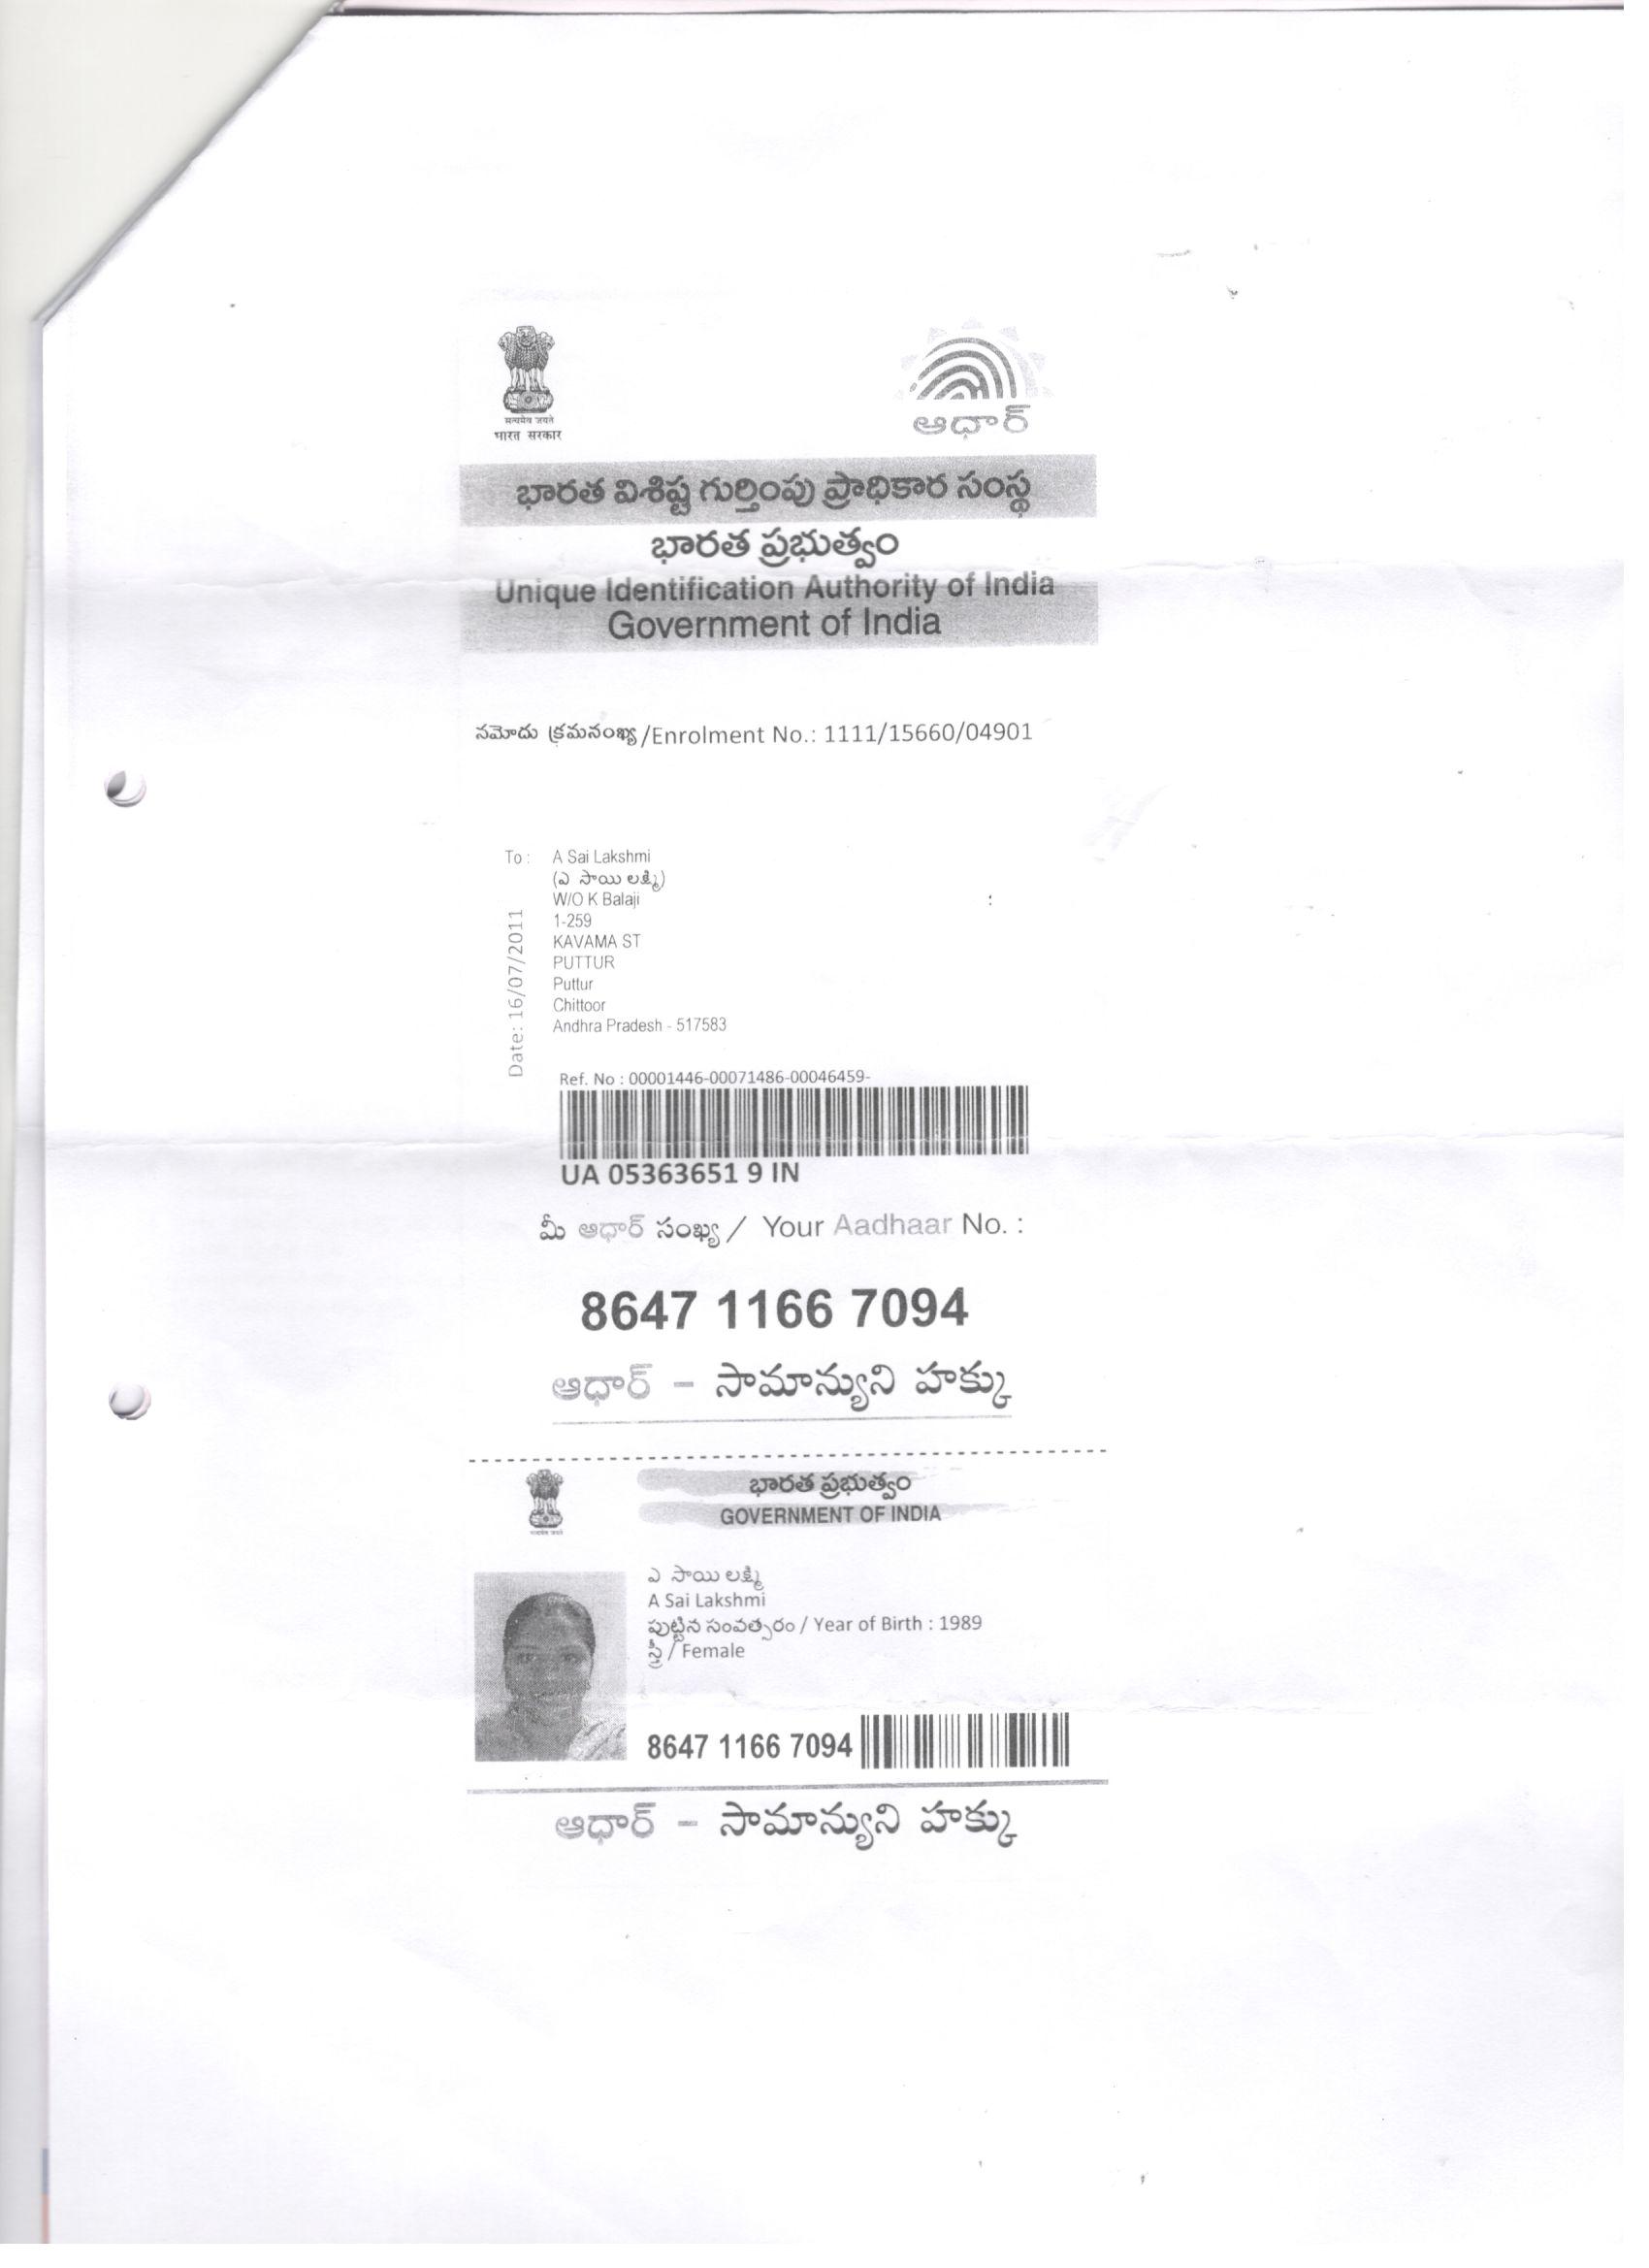 सत्यमेव जयते
भारत सरकार
ఆధార్
భారత విశిష్ట గుర్తింపు ప్రాధికార సంస్థ
భారత ప్రభుత్వం
Unique Identification Authority of India
Government of India
నమోదు క్రమసంఖ్య/Enrolment No.: 1111/15660/04901
To : A Sai Lakshmi
(ఎ సాయి లక్ష్మి)
W/O K Balaji
1-259
KAVAMA ST
PUTTUR
Puttur
Chittoor
Andhra Pradesh - 517583
Date: 16/07/2011
Ref. No : 00001446-00071486-00046459-
UA 05363651 9 IN
మీ ఆధార్ సంఖ్య / Your Aadhaar No. :
8647 1166 7094
ఆధార్ – సామాన్యుని హక్కు
భారత ప్రభుత్వం
GOVERNMENT OF INDIA
ఎ సాయి లక్ష్మి
A Sai Lakshmi
పుట్టిన సంవత్సరం / Year of Birth : 1989
స్త్రీ / Female
8647 1166 7094
ఆధార్ – సామాన్యుని హక్కు